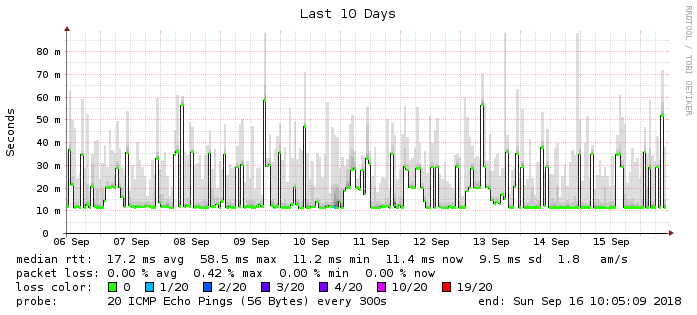 Last 10 Days
RRDTOOL / TOBI OETIKER
Seconds
80 m
70 m
60 m
50 m
40 m
30 m
20 m
10 m
0
06 Sep 07 Sep 08 Sep 09 Sep 10 Sep 11 Sep 12 Sep 13 Sep 14 Sep 15 Sep
median rtt: 17.2 ms avg 58.5 ms max 11.2 ms min 11.4 ms now 9.5 ms sd 1.8 am/s
packet loss: 0.00 % avg 0.42 % max 0.00 % min 0.00 % now
loss color: 0 1/20 2/20 3/20 4/20 10/20 19/20
probe: 20 ICMP Echo Pings (56 Bytes) every 300s end: Sun Sep 16 10:05:09 2018